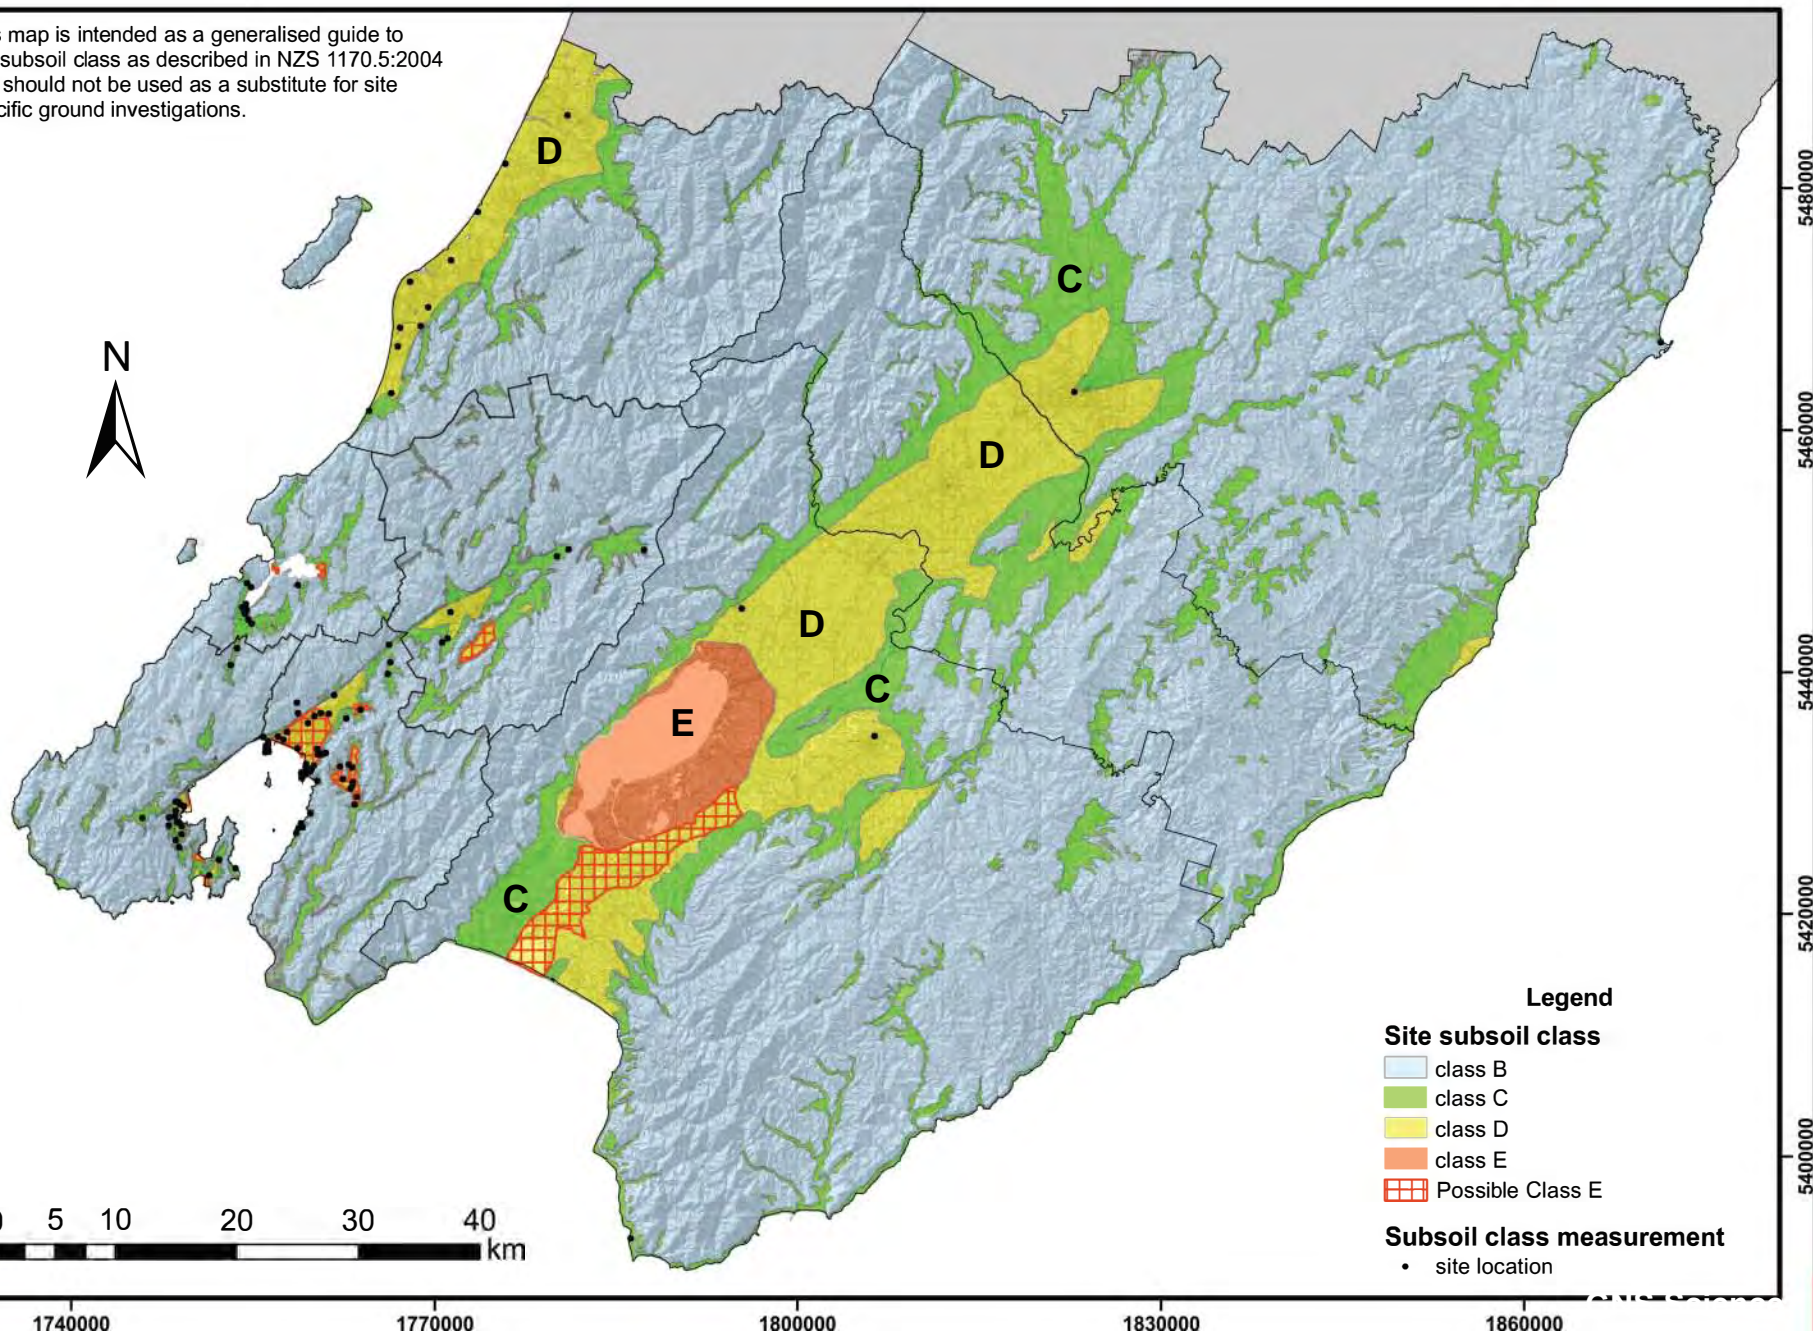 map is intended as a generalised guide to
subsoil class as described in NZS 1170.5:2004
should not be used as a substitute for site
ground investigations.
D
5480000
C
N
5460000
D
D
C
5440000
E
C
5420000
Legend
Site subsoil class
class B
class C
class D
class E
Possible Class E
5400000
5 10 20 30 40
km
Subsoil class measurement
site location
GNS Science
1740000 1770000 1800000 1830000 1860000